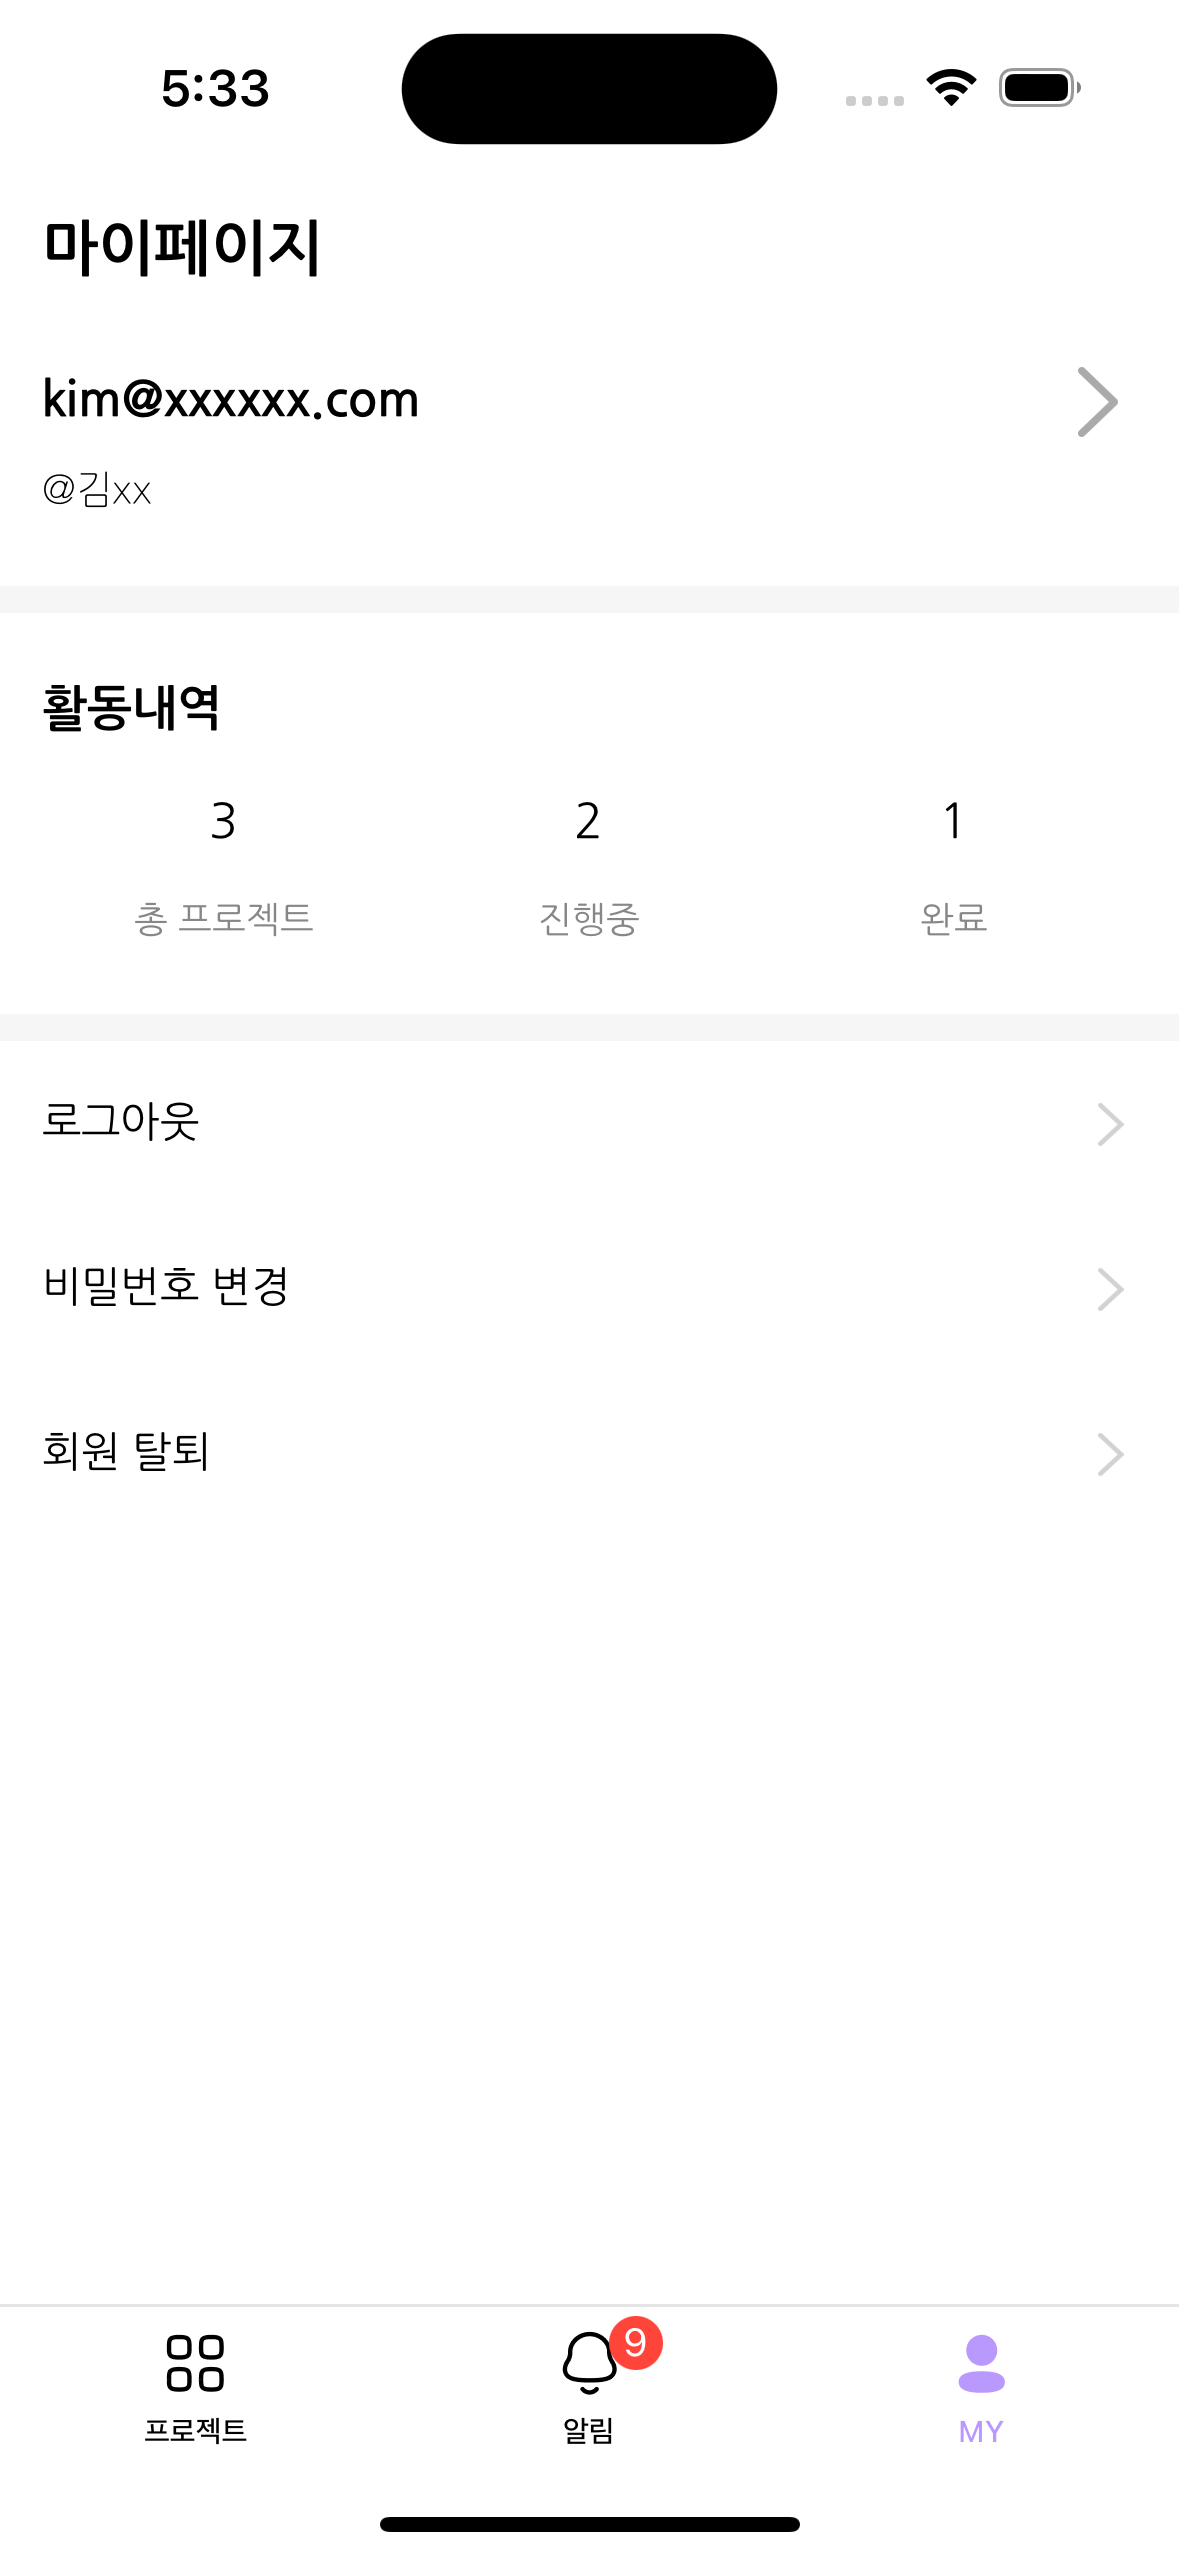 5:33
마이페이지
kim@xxxxxx.com
@김xx
활동내역
3 2 1
총 프로젝트 진행중 완료
로그아웃
비밀번호 변경
회원 탈퇴
9
프로젝트 알림 MY